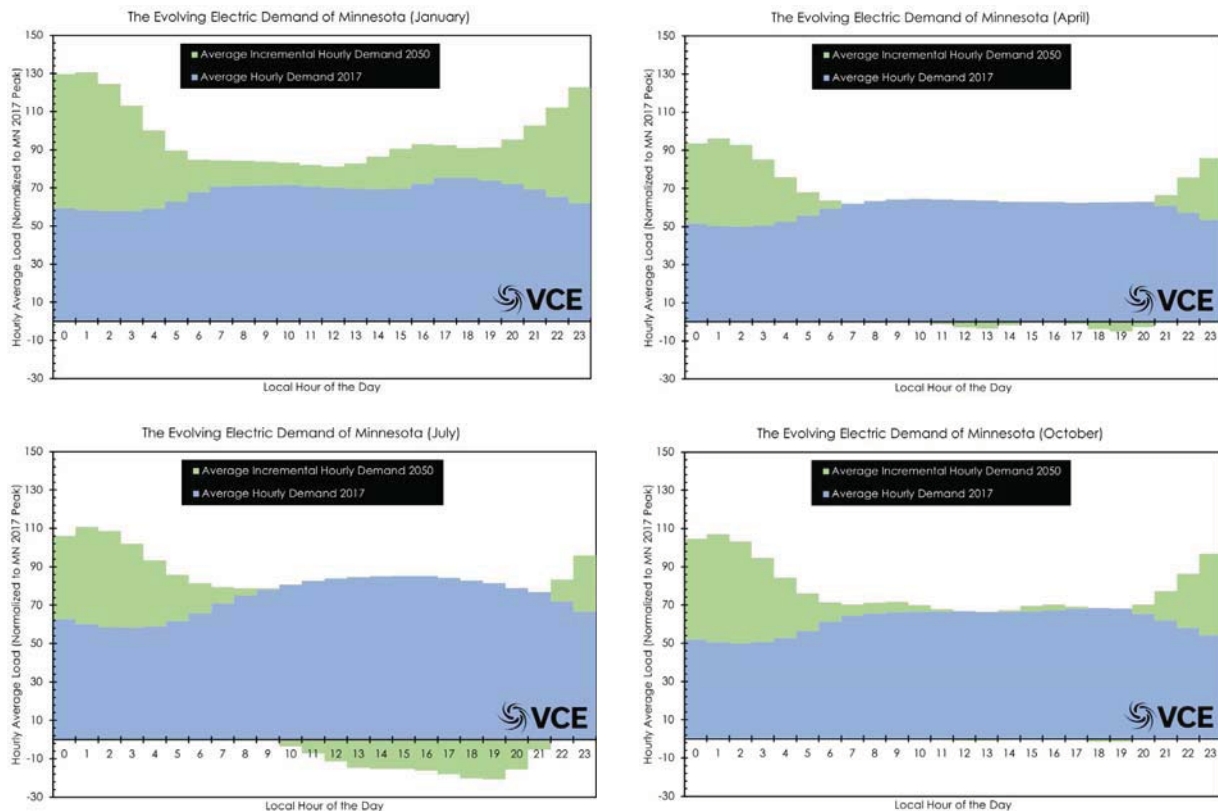 The Evolving Electric Demand of Minnesota (January)
Average Incremental Hourly Demand 2050
Average Hourly Demand 2017
Hourly Average Load (Normalized to MN 2017 Peak)
150
130
110
90
70
50
30
10
-10
-30
0 1 2 3 4 5 6 7 8 9 10 11 12 13 14 15 16 17 18 19 20 21 22 23
VCE
Local Hour of the Day
The Evolving Electric Demand of Minnesota (April)
Average Incremental Hourly Demand 2050
Average Hourly Demand 2017
Hourly Average Load (Normalized to MN 2017 Peak)
150
130
110
90
70
50
30
10
-10
-30
0 1 2 3 4 5 6 7 8 9 10 11 12 13 14 15 16 17 18 19 20 21 22 23
VCE
Local Hour of the Day
The Evolving Electric Demand of Minnesota (July)
Average Incremental Hourly Demand 2050
Average Hourly Demand 2017
Hourly Average Load (Normalized to MN 2017 Peak)
150
130
110
90
70
50
30
10
-10
-30
0 1 2 3 4 5 6 7 8 9 10 11 12 13 14 15 16 17 18 19 20 21 22 23
VCE
Local Hour of the Day
The Evolving Electric Demand of Minnesota (October)
Average Incremental Hourly Demand 2050
Average Hourly Demand 2017
Hourly Average Load (Normalized to MN 2017 Peak)
150
130
110
90
70
50
30
10
-10
-30
0 1 2 3 4 5 6 7 8 9 10 11 12 13 14 15 16 17 18 19 20 21 22 23
VCE
Local Hour of the Day